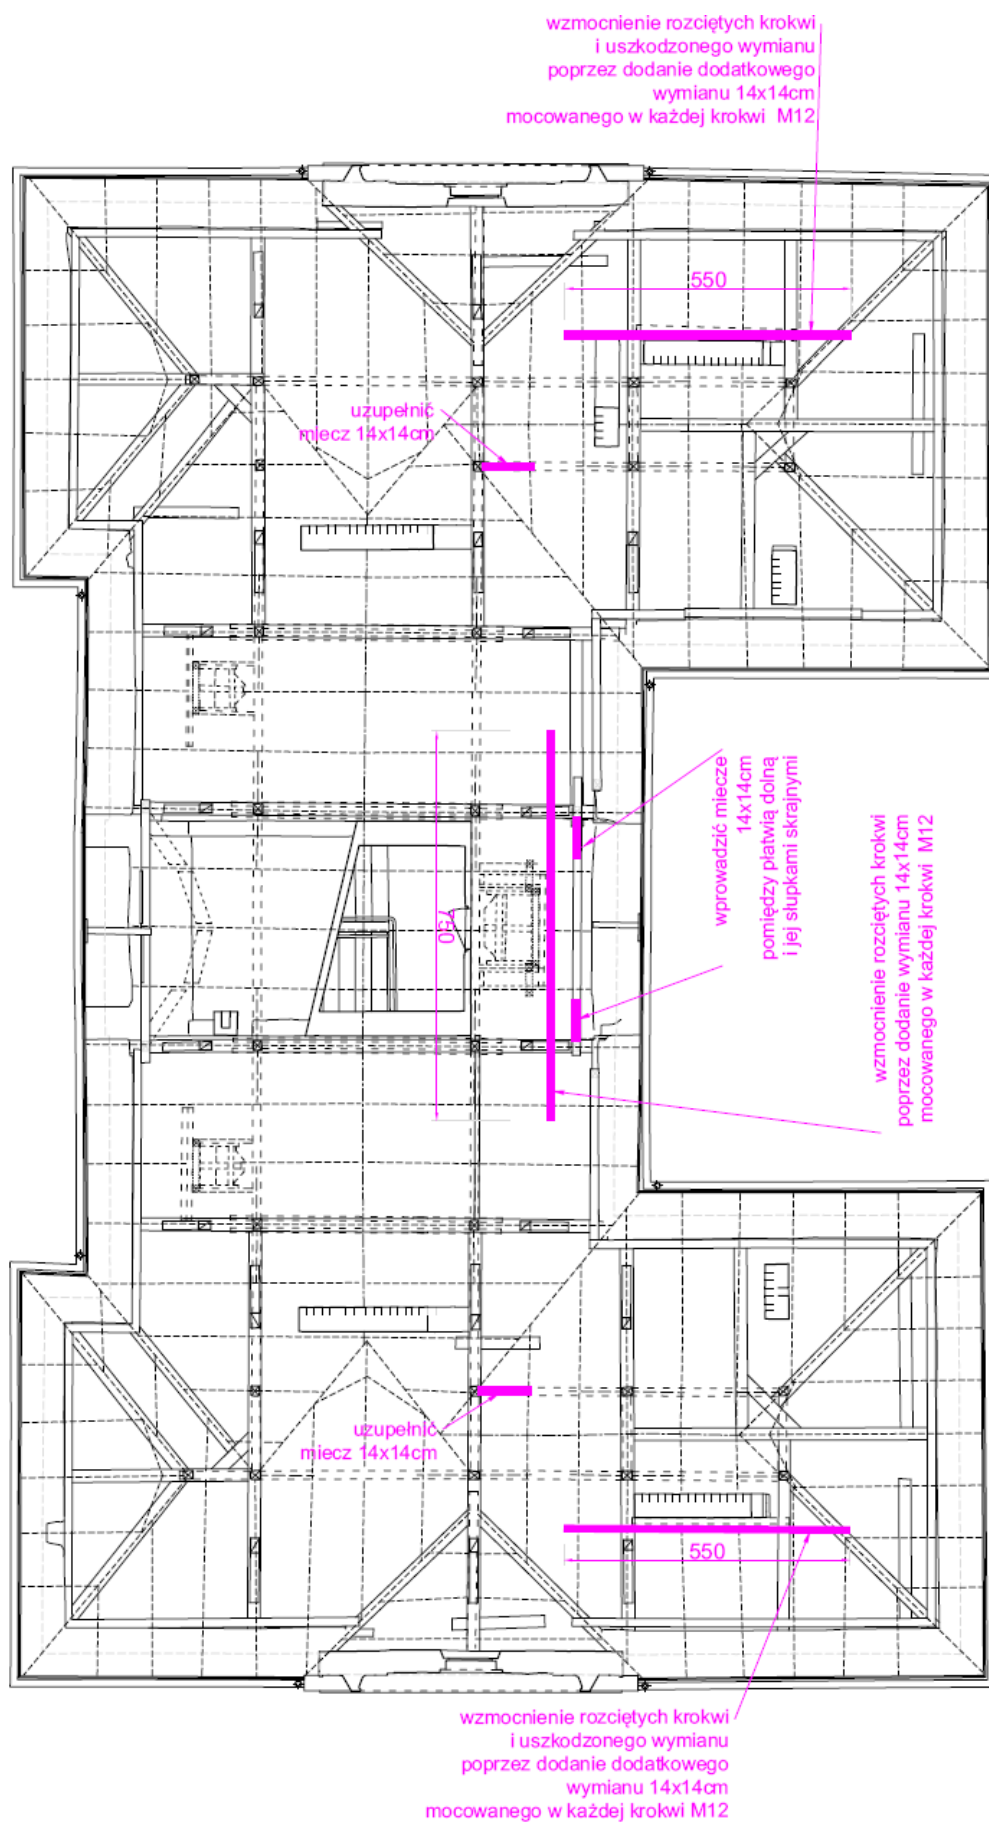 wzmocnienie rozciętych krokwi
i uszkodzonego wymianu
poprzez dodanie dodatkowego
wymianu 14x14cm
mocowanego w każdej krokwi M12
550
uzupełnić
miecz 14x14cm
wprowadzić miecze
14x14cm
pomiędzy płatwią dolną
i jej słupkami skrajnymi
wzmocnienie rozciętych krokwi
poprzez dodanie wymianu 14x14cm
mocowanego w każdej krokwi M12
750
uzupełnić
miecz 14x14cm
550
wzmocnienie rozciętych krokwi
i uszkodzonego wymianu
poprzez dodanie dodatkowego
wymianu 14x14cm
mocowanego w każdej krokwi M12